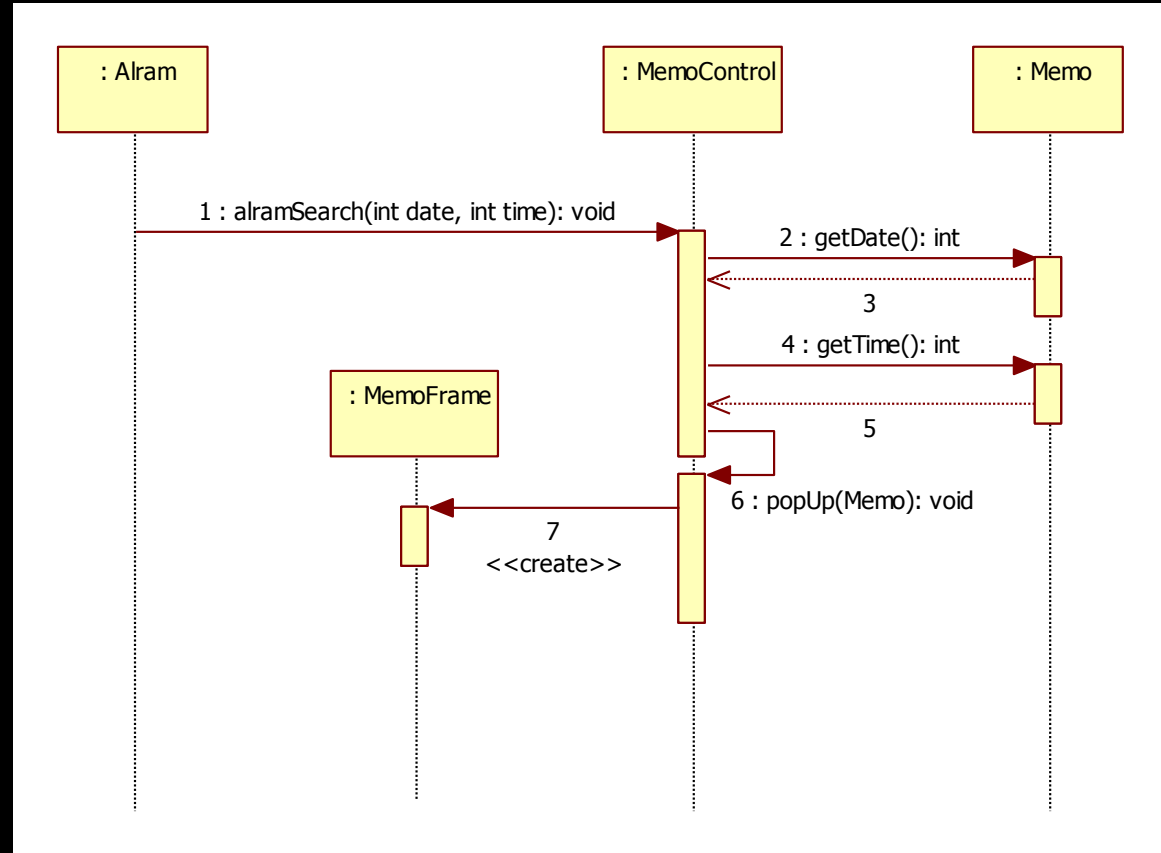 : Alram
: MemoControl
: Memo
1 : alramSearch(int date, int time): void
2 : getDate(): int
3
4 : getTime(): int
: MemoFrame
5
6 : popUp(Memo): void
7
<<create>>